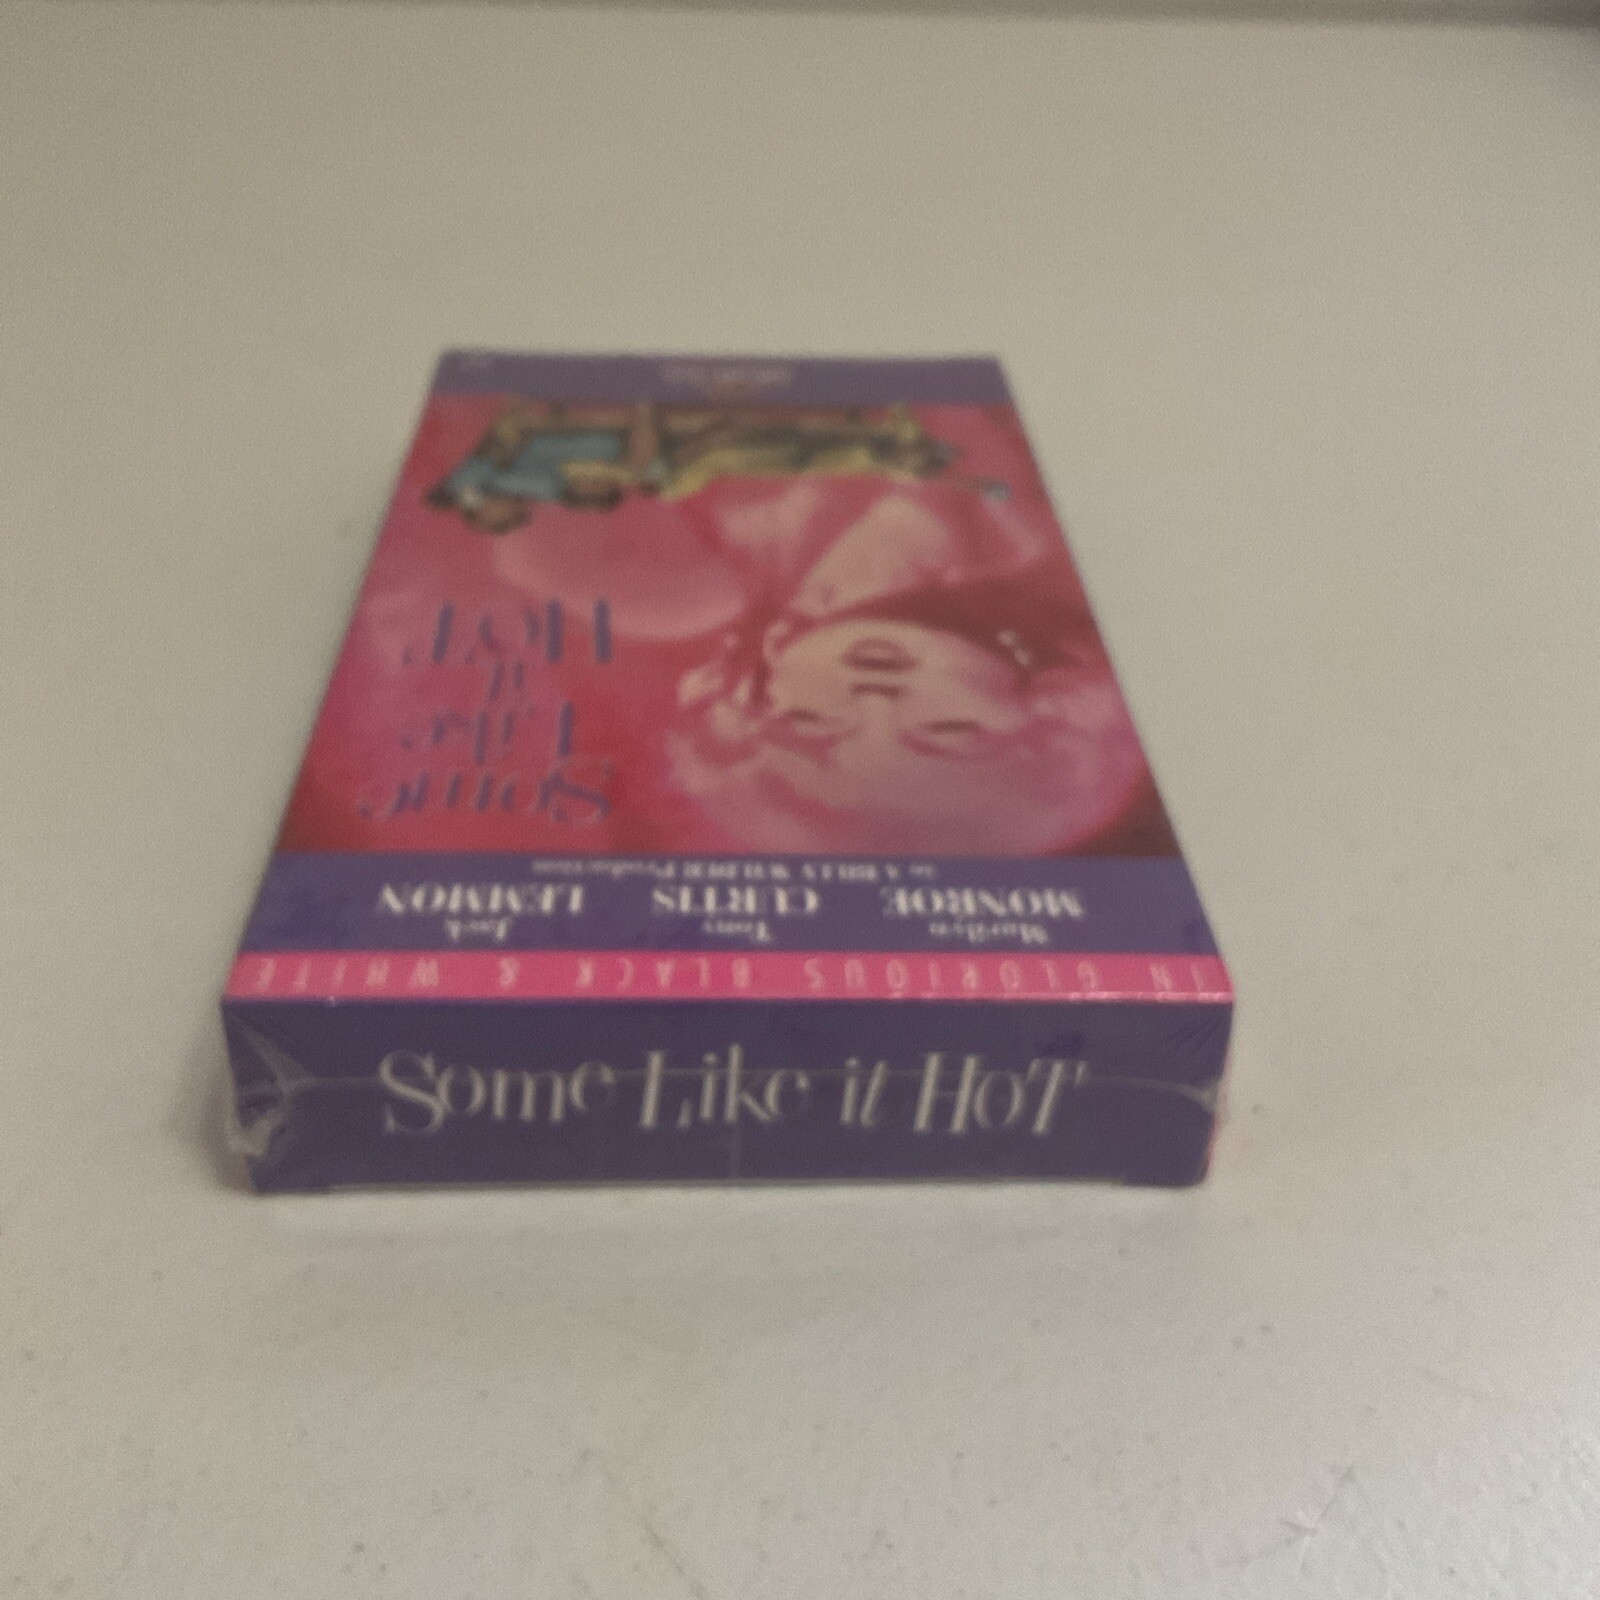 Some Like it HOT
IN GLORIOUS BLACK & WHITE
Marilyn MONROE
Tony CURTIS
Jack LEMMON
in A BILLY WILDER Production
Some
Like
it
HOT